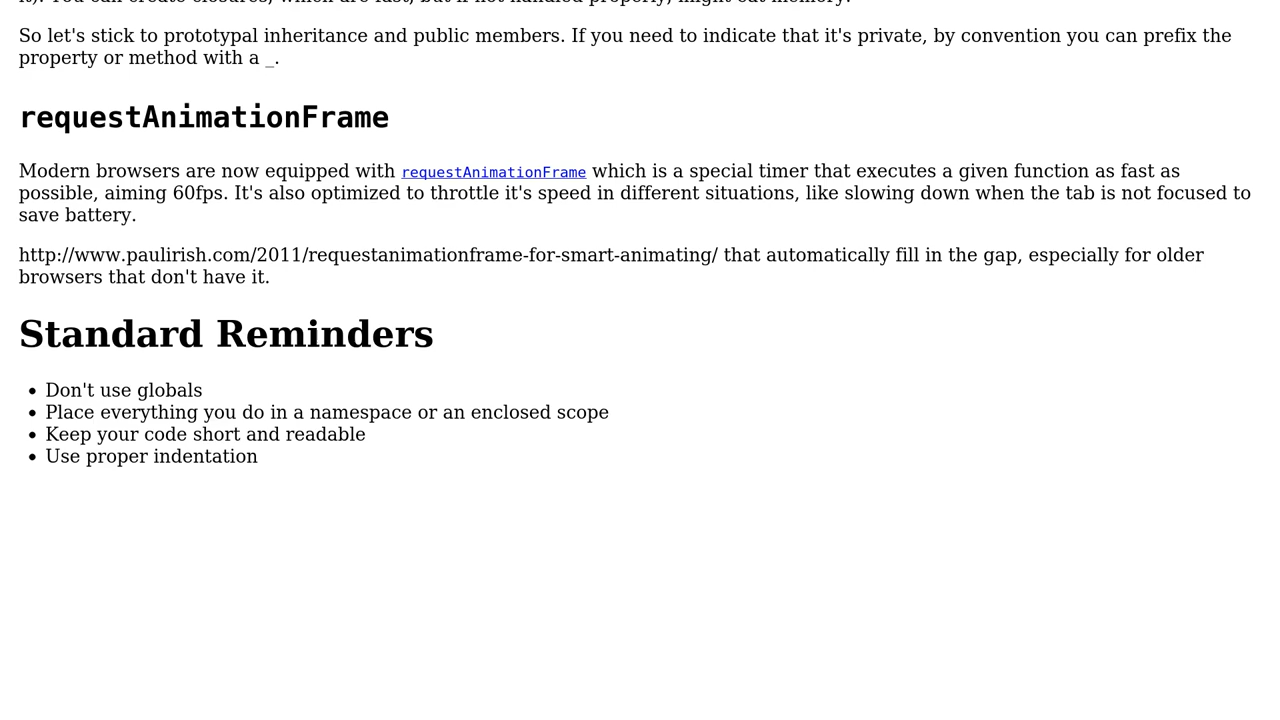 So let's stick to prototypal inheritance and public members. If you need to indicate that it's private, by convention you can prefix the
property or method with a _.
requestAnimationFrame
Modern browsers are now equipped with requestAnimationFrame which is a special timer that executes a given function as fast as
possible, aiming 60fps. It's also optimized to throttle it's speed in different situations, like slowing down when the tab is not focused to
save battery.
http://www.paulirish.com/2011/requestanimationframe-for-smart-animating/ that automatically fill in the gap, especially for older
browsers that don't have it.
Standard Reminders
• Don't use globals
• Place everything you do in a namespace or an enclosed scope
• Keep your code short and readable
• Use proper indentation